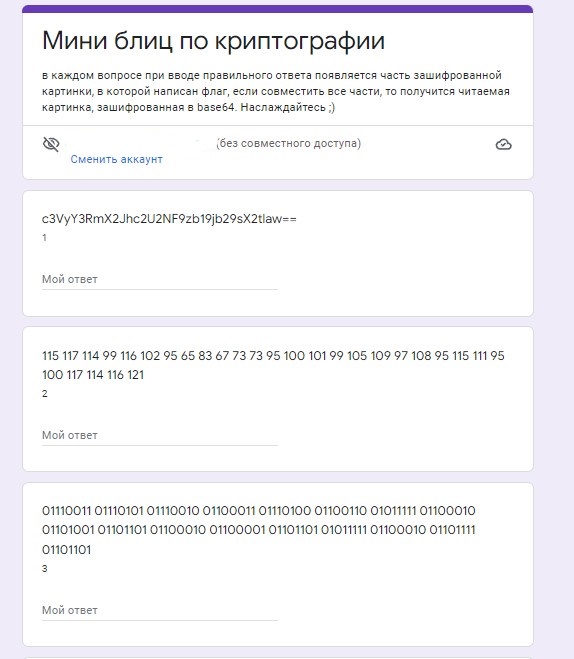 Мини блиц по криптографии
в каждом вопросе при вводе правильного ответа появляется часть зашифрованной
картинки, в которой написан флаг, если совместить все части, то получится читаемая
картинка, зашифрованная в base64. Наслаждайтесь ;)
(без совместного доступа)
Сменить аккаунт
c3VyY3RmX2Jhc2U2NF9zb19jb29sX2tlaw==
1
Мой ответ
115 117 114 99 116 102 95 65 83 67 73 73 95 100 101 99 105 109 97 108 95 115 111 95
100 117 114 116 121
2
Мой ответ
01110011 01110101 01110010 01100011 01110100 01100110 01011111 01100010
01101001 01101101 01100010 01100001 01101101 01011111 01100010 01101111
01101101
3
Мой ответ